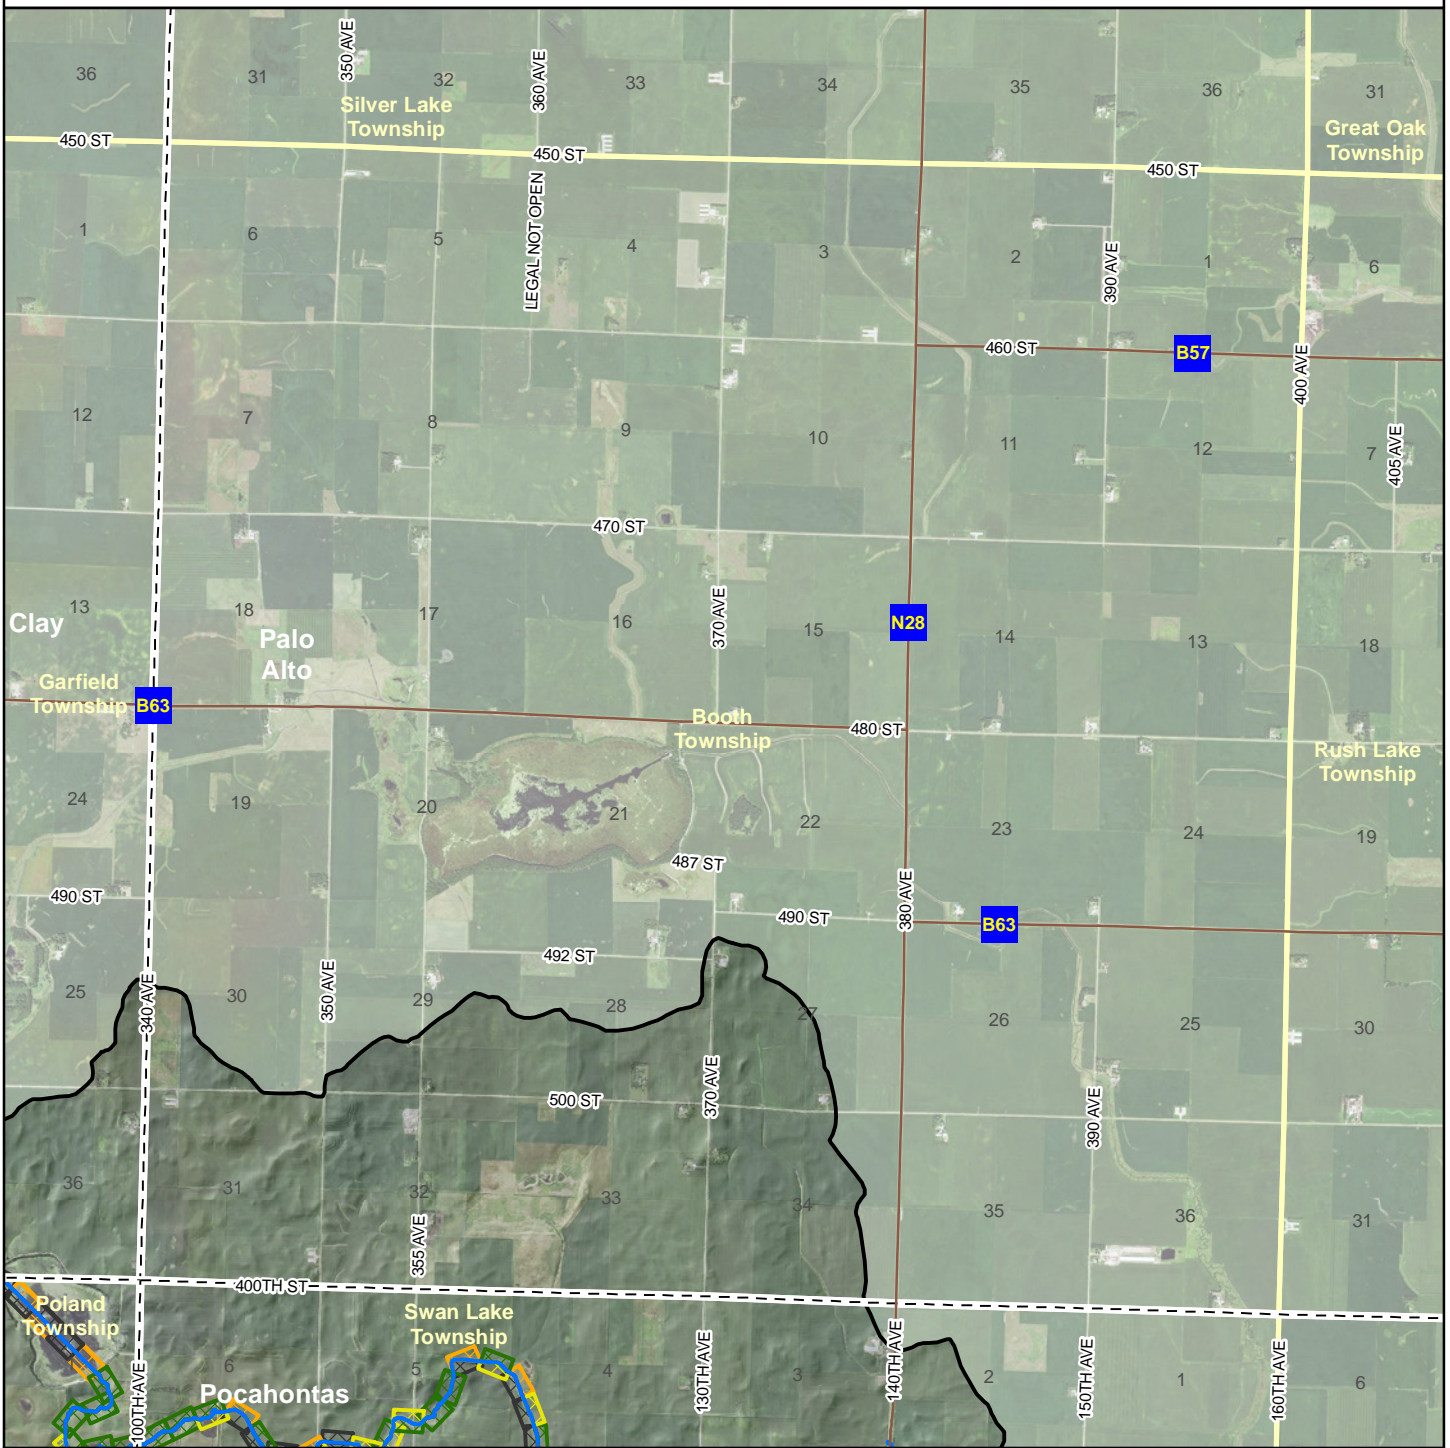 350 AVE
360 AVE
36
31
32
33
34
35
36
31
Silver Lake
Township
Great Oak
Township
450 ST
450 ST
450 ST
LEGAL NOT OPEN
1
6
5
4
3
2
1
6
390 AVE
460 ST
B57
400 AVE
12
7
8
9
10
11
12
7
405 AVE
470 ST
13
18
17
16
15
14
13
18
Clay
Palo
Alto
370 AVE
N28
Garfield
Township
B63
Booth
Township
480 ST
Rush Lake
Township
24
19
20
21
22
23
24
19
487 ST
490 ST
490 ST
380 AVE
B63
492 ST
25
340 AVE
30
350 AVE
29
28
27
26
25
30
500 ST
370 AVE
390 AVE
36
31
32
33
34
35
36
31
355 AVE
400TH ST
Poland
Township
Swan Lake
Township
6
5
4
3
2
1
6
Pocahontas
100TH AVE
130TH AVE
140TH AVE
150TH AVE
160TH AVE